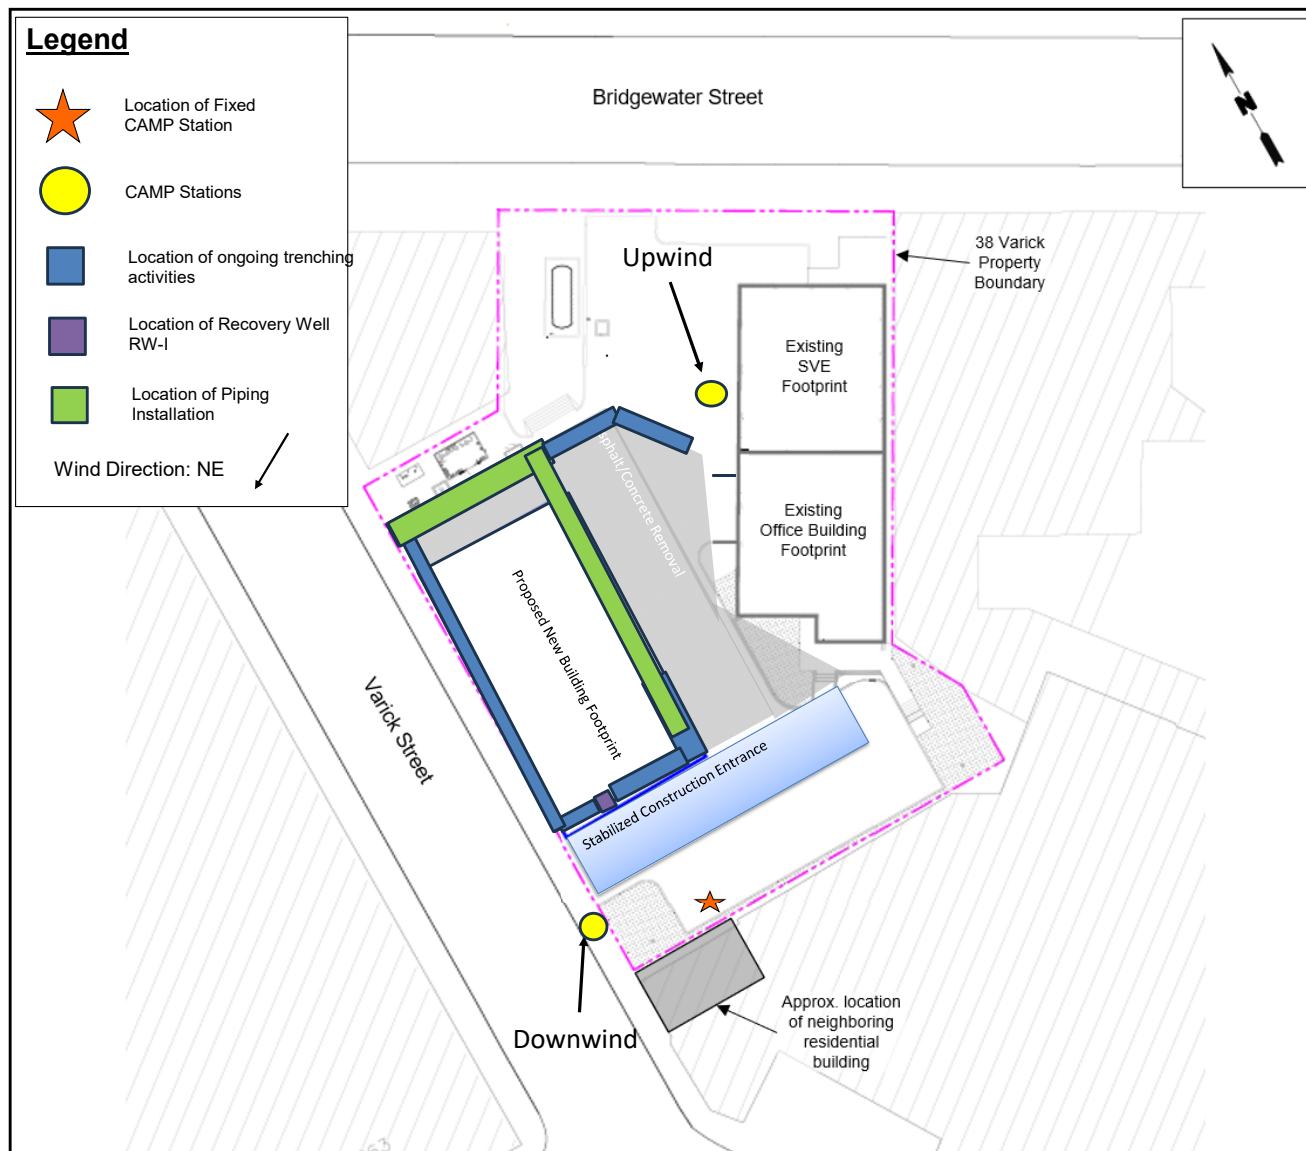 Legend
Location of Fixed
CAMP Station
CAMP Stations
Location of ongoing trenching
activities
Location of Recovery Well
RW-I
Location of Piping
Installation
Wind Direction: NE
Bridgewater Street
N
38 Varick
Property
Boundary
Upwind
Existing
SVE
Footprint
Existing
Office Building
Footprint
sphalt/Concrete Removal
Proposed New Building Footprint
Varick Street
Stabilized Construction Entrance
Downwind
Approx. location
of neighboring
residential
building